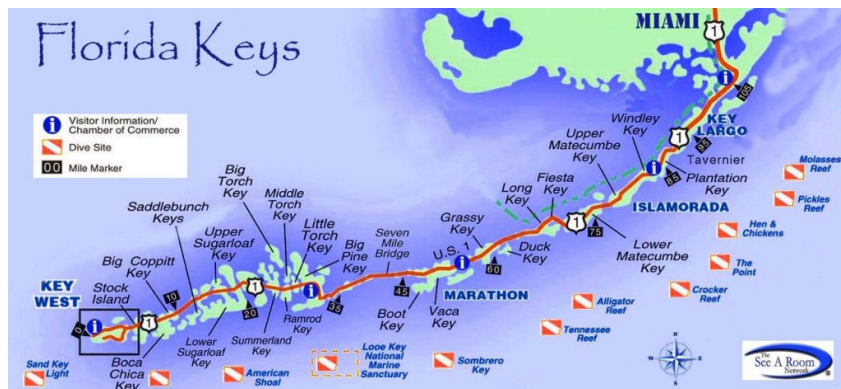 Florida Keys
MIAMI
1
Visitor Information/
Chamber of Commerce
Dive Site
00 Mile Marker
105
KEY
LARGO
1
95
Tavernier
Windley
Key
Upper
Matecumbe
Key
85
Plantation
Key
ISLAMORADA
Molasses
Reef
Pickles
Reef
Hen &
Chickens
The
Point
Crocker
Reef
Alligator
Reef
Tennessee
Reef
Fiesta
Key
Long
Key
1
75
Lower
Matecumbe
Key
Grassy
Key
Duck
Key
U.S. 1
60
MARATHON
Vaca
Key
Boot
Key
45
Seven
Mile
Bridge
35
Big
Pine
Key
Little
Torch
Key
Middle
Torch
Key
Big
Torch
Key
Ramrod
Key
Summerland
Key
1
20
Upper
Sugarloaf
Key
Lower
Sugarloaf
Key
Saddlebunch
Keys
10
Big Coppitt
Key
1
Boca
Chica
Key
Stock
Island
KEY
WEST
0
Sand Key
Light
American
Shoal
Looe Key
National
Marine
Sanctuary
Sombrero
Key
N
The
See A Room
Network